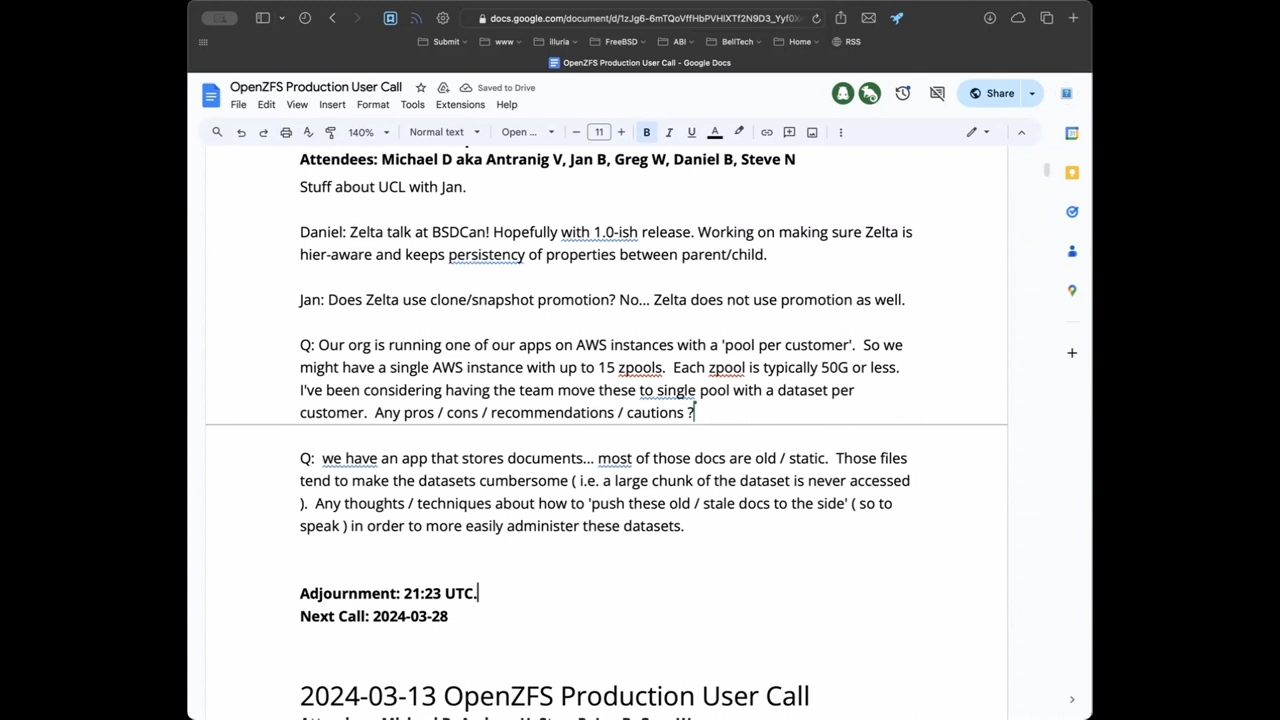 docs.google.com/document/d/1zJg6-6mTQoVffHbPVHIXTf2N9D3_Yyf0X
Submit www illuria FreeBSD ABI BellTech Home RSS
OpenZFS Production User Call - Google Docs
OpenZFS Production User Call Saved to Drive
File Edit View Insert Format Tools Extensions Help
Share
140% Normal text Open ... 11 B I U A
Attendees: Michael D aka Antranig V, Jan B, Greg W, Daniel B, Steve N
Stuff about UCL with Jan.
Daniel: Zelta talk at BSDCan! Hopefully with 1.0-ish release. Working on making sure Zelta is
hier-aware and keeps persistency of properties between parent/child.
Jan: Does Zelta use clone/snapshot promotion? No... Zelta does not use promotion as well.
Q: Our org is running one of our apps on AWS instances with a 'pool per customer'. So we
might have a single AWS instance with up to 15 zpools. Each zpool is typically 50G or less.
I've been considering having the team move these to single pool with a dataset per
customer. Any pros / cons / recommendations / cautions ?
Q: we have an app that stores documents... most of those docs are old / static. Those files
tend to make the datasets cumbersome ( i.e. a large chunk of the dataset is never accessed
). Any thoughts / techniques about how to 'push these old / stale docs to the side' ( so to
speak ) in order to more easily administer these datasets.
Adjournment: 21:23 UTC.
Next Call: 2024-03-28
2024-03-13 OpenZFS Production User Call